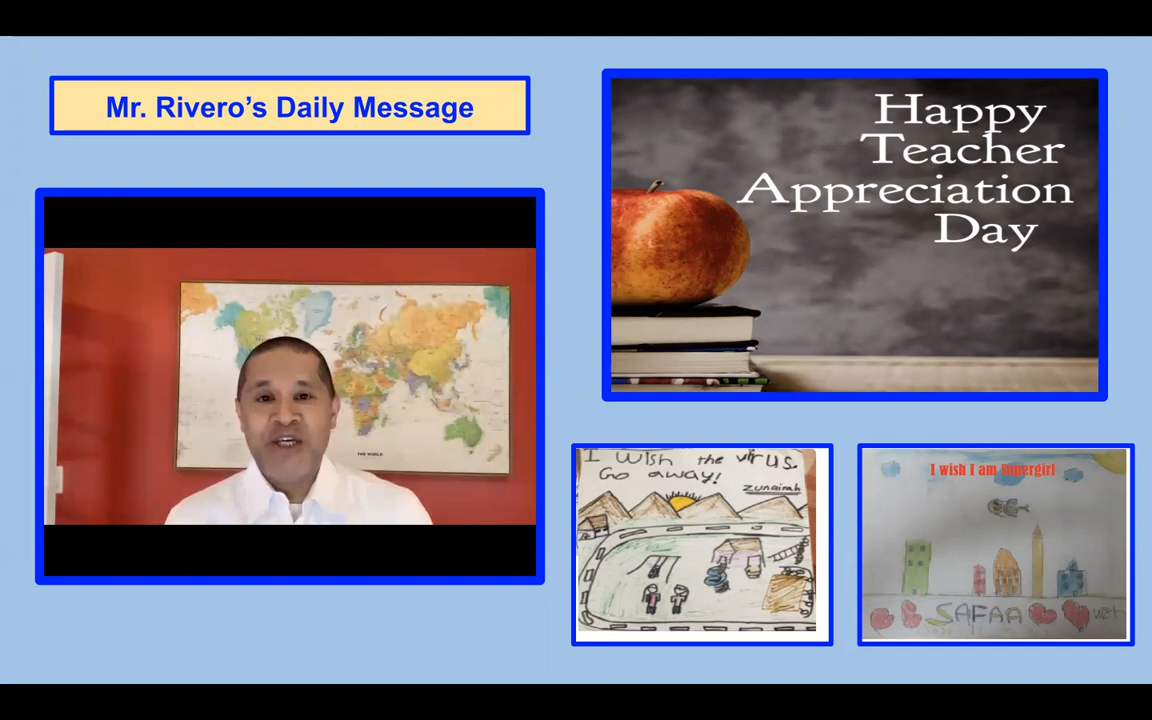 Mr. Rivero's Daily Message
Happy
Teacher
Appreciation
Day
THE WORLD
I WISH the virus.
Go away!
zunairah
I wish I am Supergirl
SAFAA